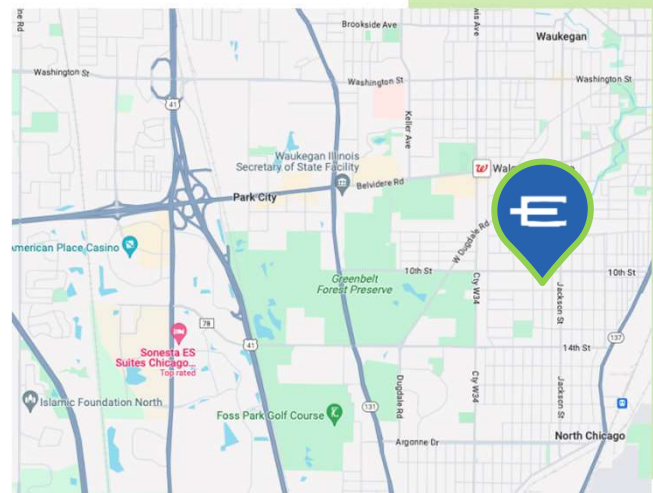 Brookside Ave
Waukegan
Washington St
Washington St
Washington St
41
Keller Ave
Waukegan Illinois
Secretary of State Facility
Belvidere Rd
Park City
W Dugdale Rd
American Place Casino
10th St
10th St
Greenbelt
Forest Preserve
Cty W34
Jackson St
78
41
137
14th St
Sonesta ES
Suites Chicago...
Top rated
Islamic Foundation North
Dugdale Rd
Cty W34
Jackson St
131
Foss Park Golf Course
Argonne Dr
North Chicago